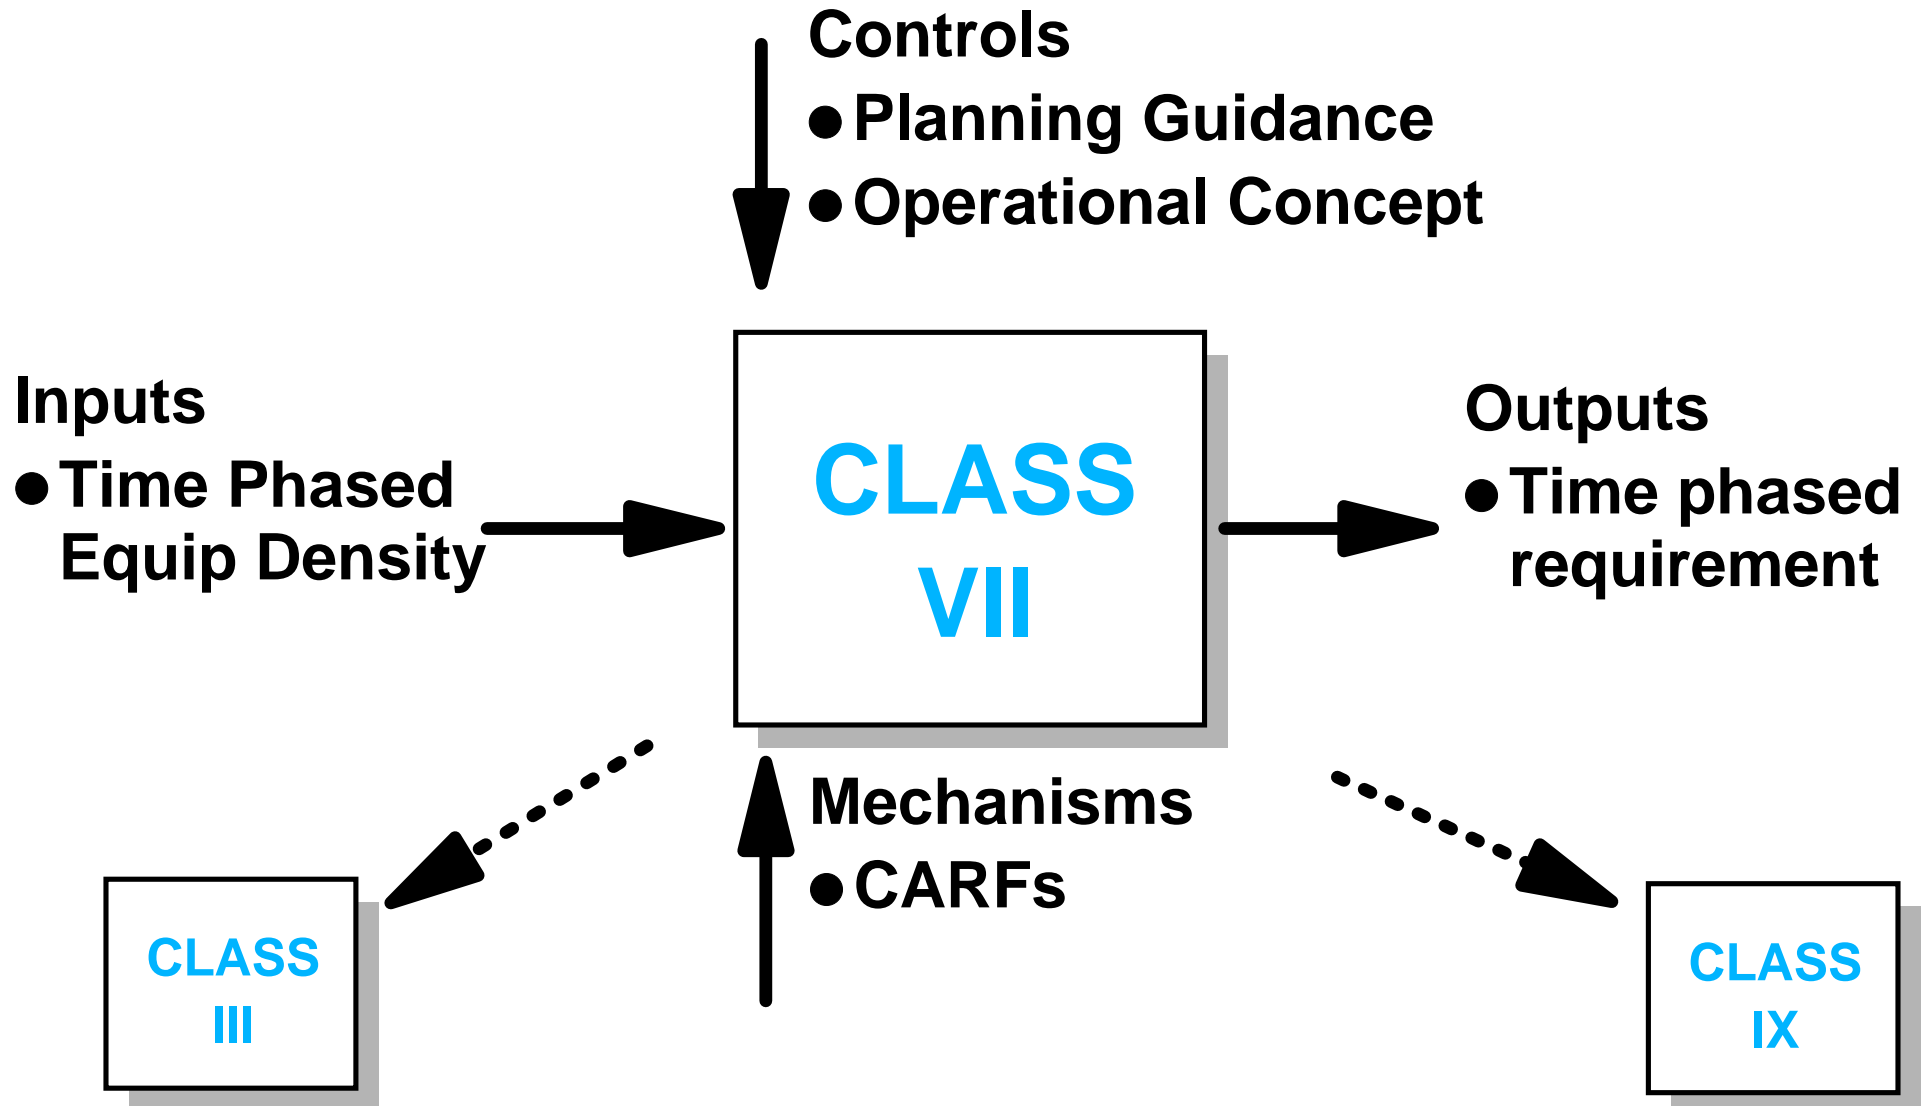 Controls
● Planning Guidance
● Operational Concept
Inputs
● Time Phased
Equip Density
CLASS
VII
Outputs
● Time phased
requirement
Mechanisms
● CARFs
CLASS
III
CLASS
IX